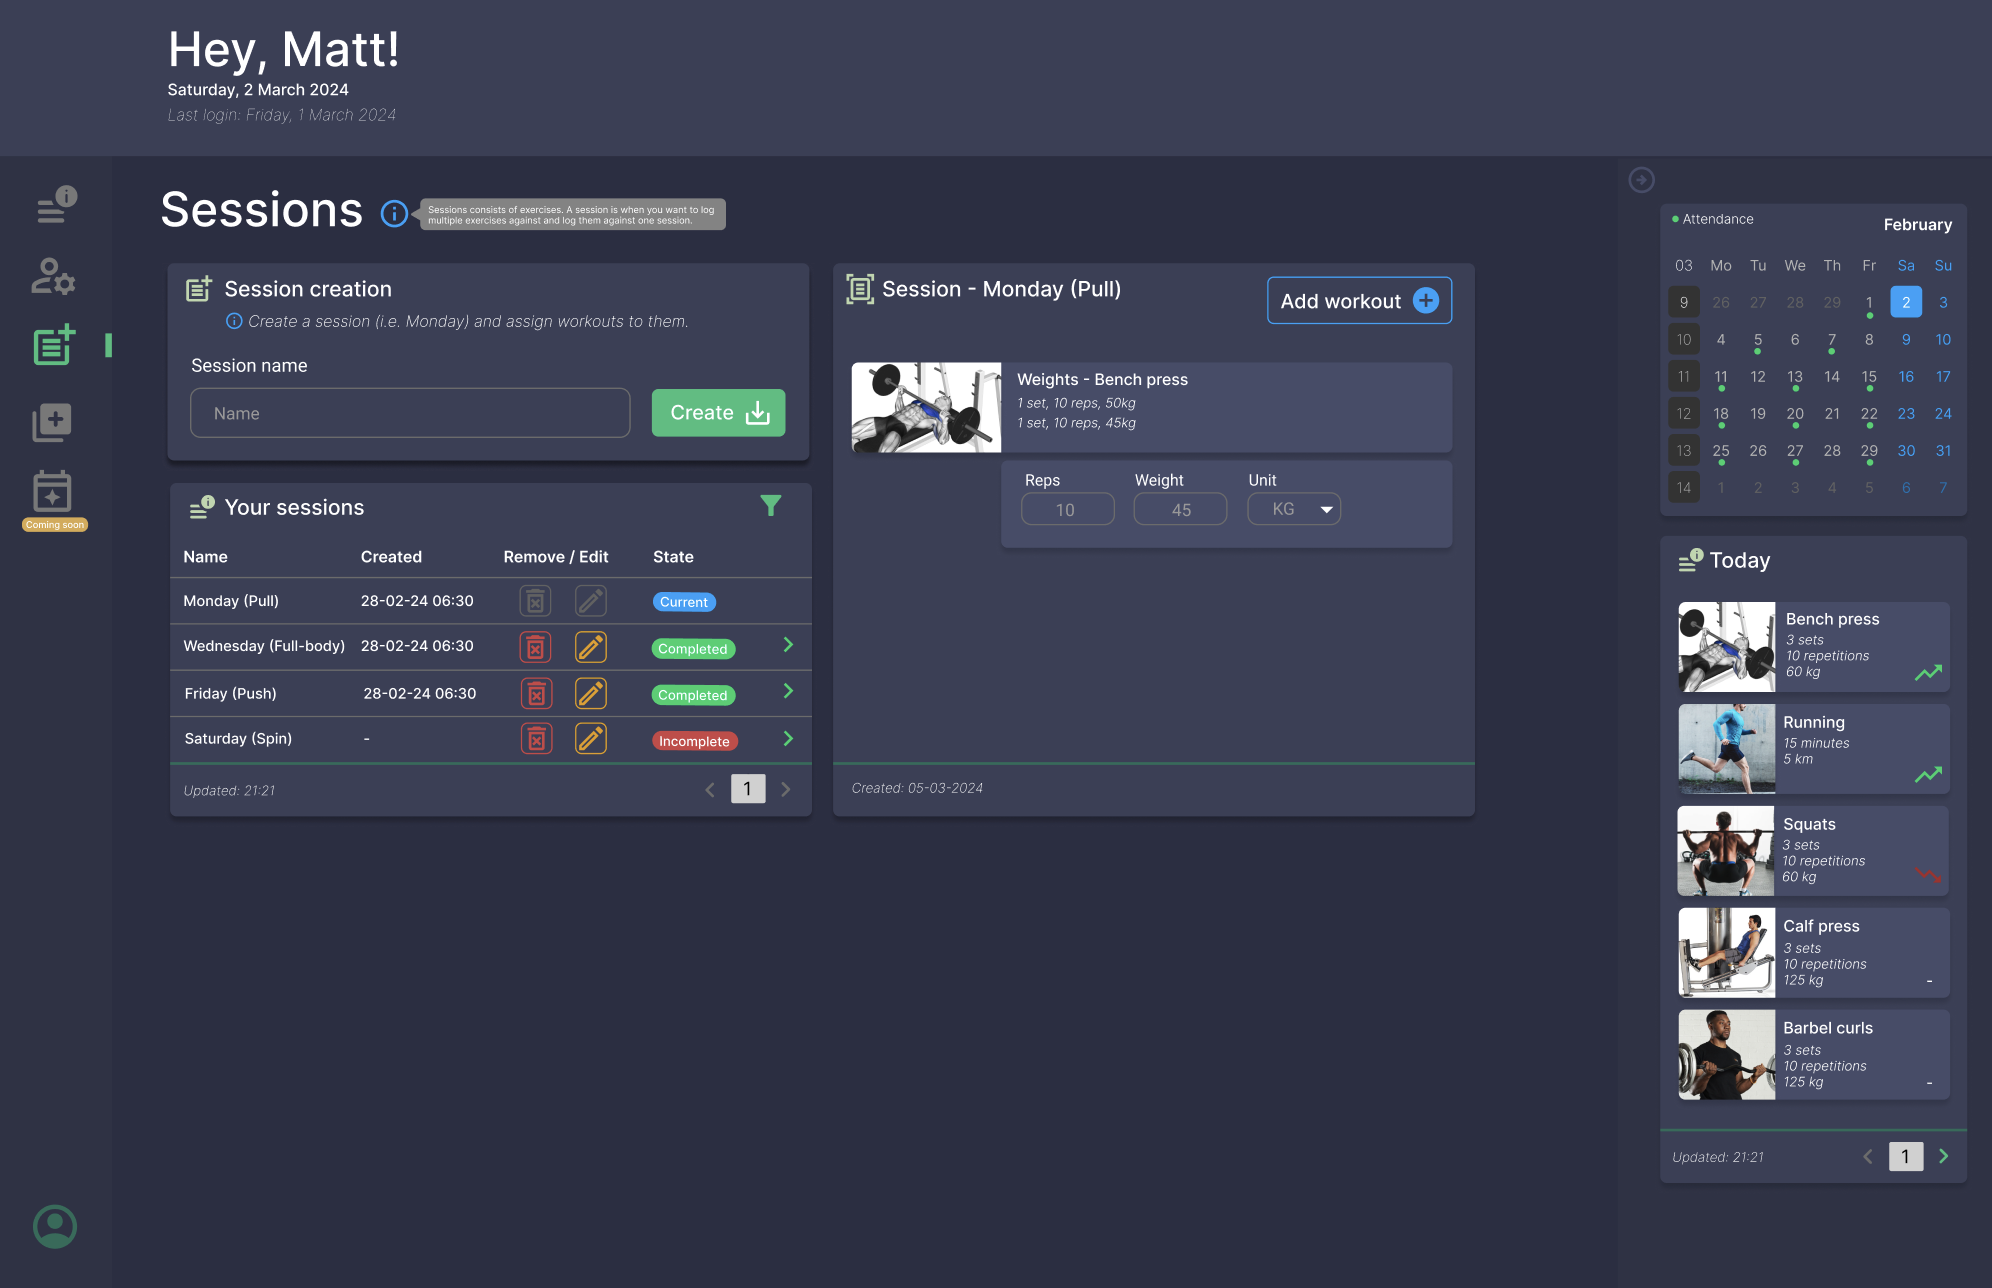 Hey, Matt!
Saturday, 2 March 2024
Last login: Friday, 1 March 2024
Coming soon
Sessions
Sessions consists of exercises. A session is when you want to log
multiple exercises against and log them against one session.
Session creation
Create a session (i.e. Monday) and assign workouts to them.
Session name
Name
Create
Your sessions
Name Created Remove / Edit State
Monday (Pull) 28-02-24 06:30 Current
Wednesday (Full-body) 28-02-24 06:30 Completed
Friday (Push) 28-02-24 06:30 Completed
Saturday (Spin) - Incomplete
Updated: 21:21
1
Session - Monday (Pull)
Add workout
Weights - Bench press
1 set, 10 reps, 50kg
1 set, 10 reps, 45kg
Reps Weight Unit
10 45 KG
Created: 05-03-2024
Attendance
February
03 Mo Tu We Th Fr Sa Su
9 26 27 28 29 1 2 3
10 4 5 6 7 8 9 10
11 11 12 13 14 15 16 17
12 18 19 20 21 22 23 24
13 25 26 27 28 29 30 31
14 1 2 3 4 5 6 7
Today
Bench press
3 sets
10 repetitions
60 kg
Running
15 minutes
5 km
Squats
3 sets
10 repetitions
60 kg
Calf press
3 sets
10 repetitions
125 kg
-
Barbel curls
3 sets
10 repetitions
125 kg
-
Updated: 21:21
1